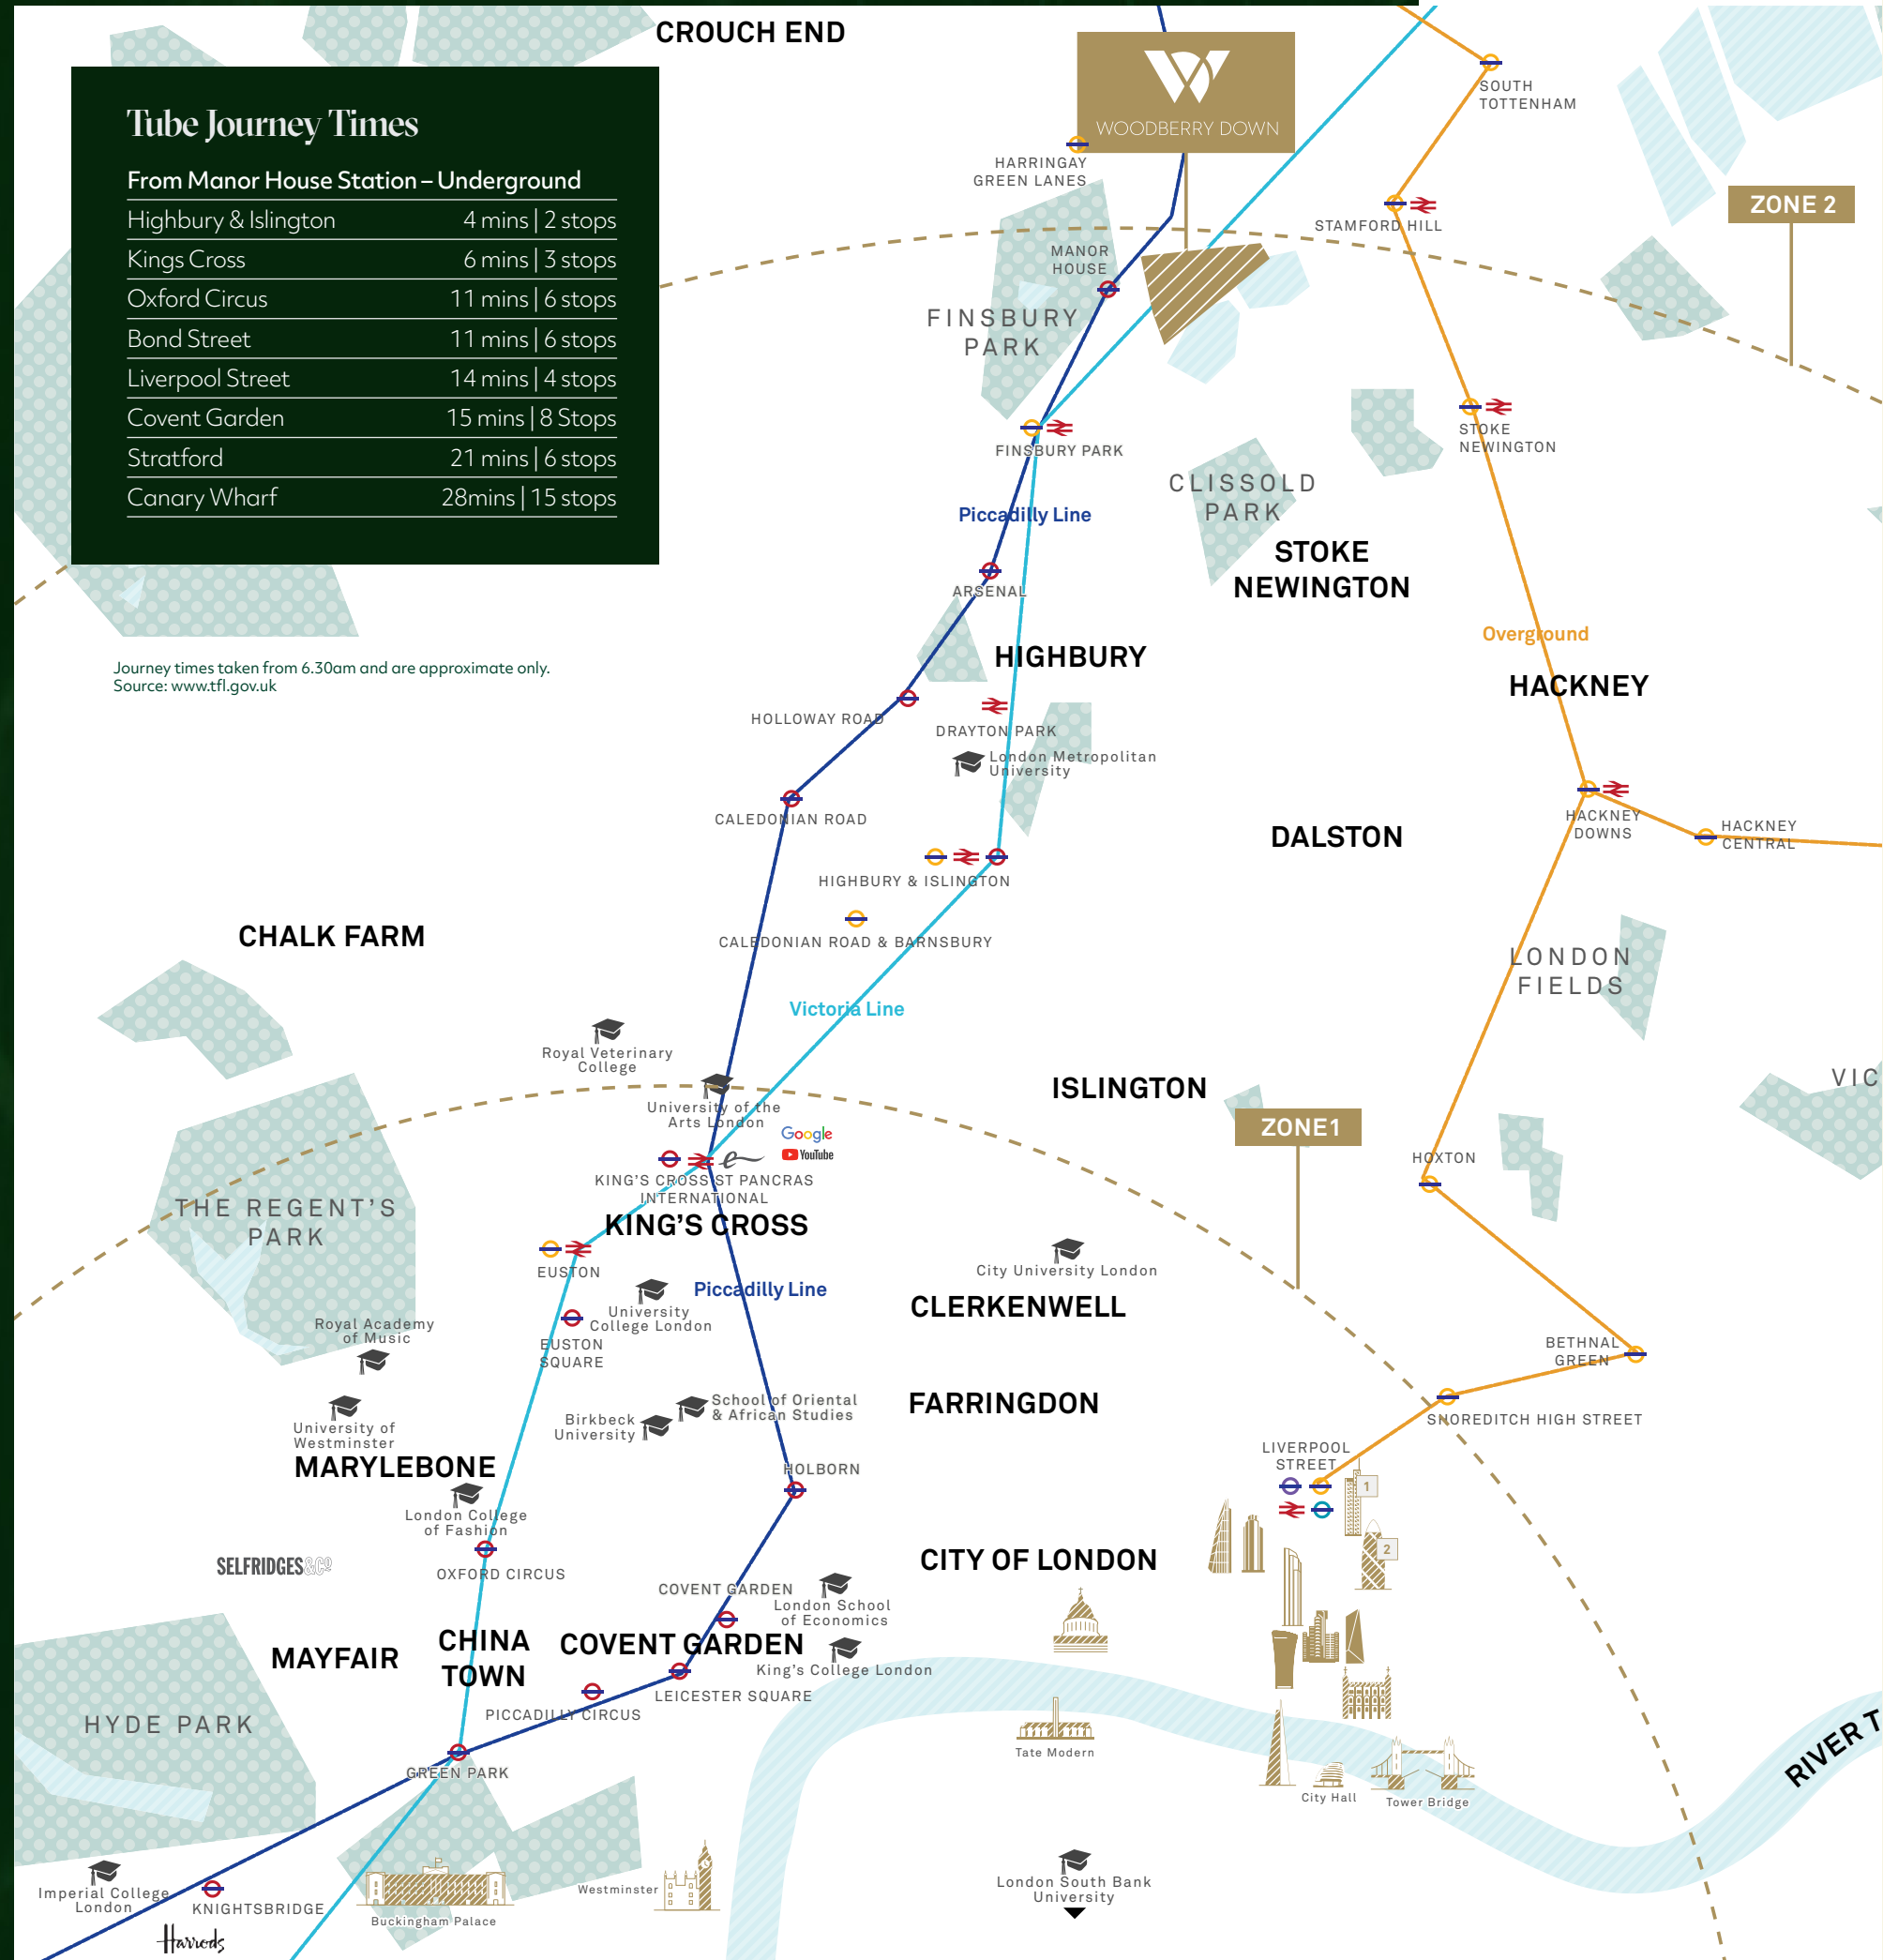 CROUCH END
Tube Journey Times
From Manor House Station – Underground
Highbury & Islington 4 mins | 2 stops
Kings Cross 6 mins | 3 stops
Oxford Circus 11 mins | 6 stops
Bond Street 11 mins | 6 stops
Liverpool Street 14 mins | 4 stops
Covent Garden 15 mins | 8 Stops
Stratford 21 mins | 6 stops
Canary Wharf 28mins | 15 stops
Journey times taken from 6.30am and are approximate only.
Source: www.tfl.gov.uk
WOODBERRY DOWN
HARRINGAY
GREEN LANES
SOUTH
TOTTENHAM
ZONE 2
STAMFORD HILL
MANOR
HOUSE
FINSBURY
PARK
FINSBURY PARK
STOKE
NEWINGTON
CLISSOLD
PARK
Piccadilly Line
STOKE
NEWINGTON
ARSENAL
Overground
HIGHBURY
HACKNEY
HOLLOWAY ROAD
DRAYTON PARK
London Metropolitan
University
CALEDONIAN ROAD
HACKNEY
DOWNS
HACKNEY
CENTRAL
DALSTON
HIGHBURY & ISLINGTON
CHALK FARM
CALEDONIAN ROAD & BARNSBURY
LONDON
FIELDS
Victoria Line
Royal Veterinary
College
ISLINGTON
VIC
University of the
Arts London
ZONE1
Google
YouTube
HOXTON
KING'S CROSS ST PANCRAS
INTERNATIONAL
KING'S CROSS
THE REGENT'S
PARK
EUSTON
City University London
Piccadilly Line
CLERKENWELL
University
College London
Royal Academy
of Music
EUSTON
SQUARE
BETHNAL
GREEN
School of Oriental
& African Studies
Birkbeck
University
FARRINGDON
SHOREDITCH HIGH STREET
University of
Westminster
MARYLEBONE
HOLBORN
LIVERPOOL
STREET
1
London College
of Fashion
2
SELFRIDGES&CO
OXFORD CIRCUS
CITY OF LONDON
COVENT GARDEN
London School
of Economics
MAYFAIR
CHINA
TOWN
COVENT GARDEN
King's College London
LEICESTER SQUARE
PICCADILLY CIRCUS
HYDE PARK
Tate Modern
GREEN PARK
City Hall
Tower Bridge
RIVER T
Imperial College
London
KNIGHTSBRIDGE
Harrods
Buckingham Palace
Westminster
London South Bank
University